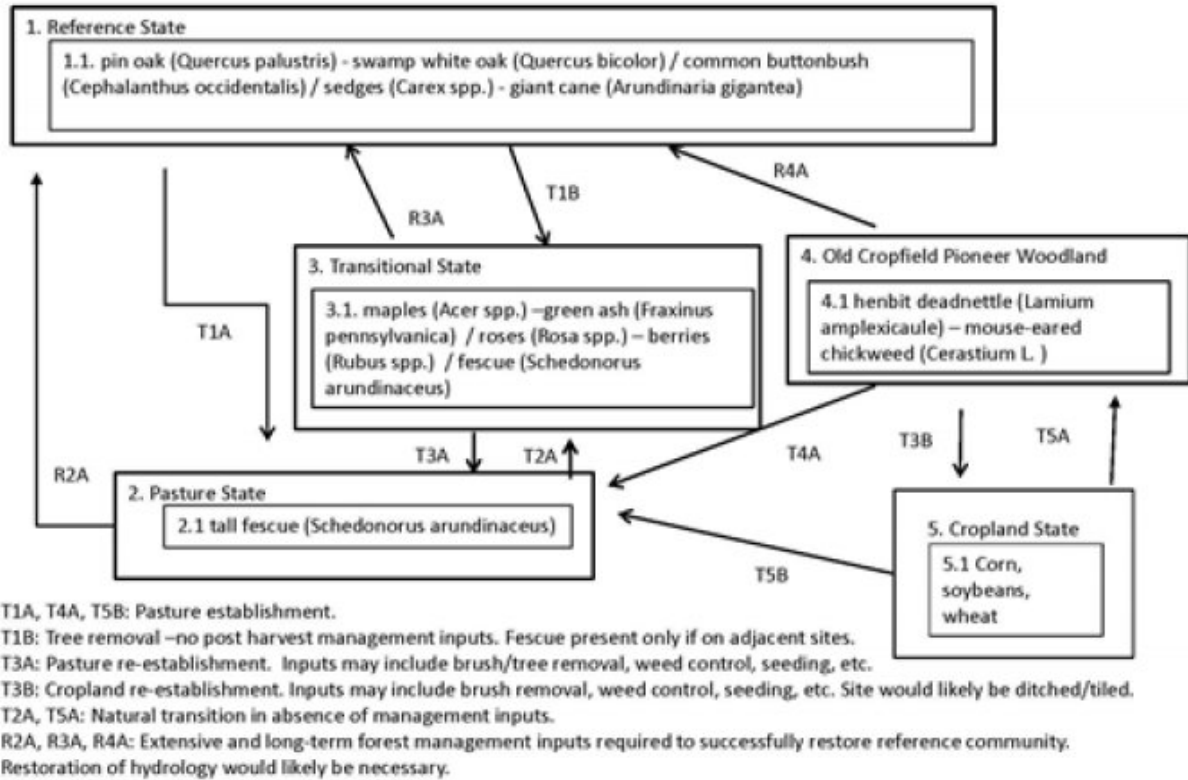 1. Reference State
1.1. pin oak (Quercus palustris) - swamp white oak (Quercus bicolor) / common buttonbush
(Cephalanthus occidentalis) / sedges (Carex spp.) - giant cane (Arundinaria gigantea)
R4A
T1B
R3A
3. Transitional State
3.1. maples (Acer spp.) –green ash (Fraxinus
pennsylvanica) / roses (Rosa spp.) – berries
(Rubus spp.) / fescue (Schedonorus
arundinaceus)
4. Old Cropfield Pioneer Woodland
4.1 henbit deadnettle (Lamium
amplexicaule) – mouse-eared
chickweed (Cerastium L. )
T1A
T3A
T2A
T4A
T3B
T5A
R2A
2. Pasture State
2.1 tall fescue (Schedonorus arundinaceus)
5. Cropland State
5.1 Corn,
soybeans,
wheat
T5B
T1A, T4A, T5B: Pasture establishment.
T1B: Tree removal –no post harvest management inputs. Fescue present only if on adjacent sites.
T3A: Pasture re-establishment. Inputs may include brush/tree removal, weed control, seeding, etc.
T3B: Cropland re-establishment. Inputs may include brush removal, weed control, seeding, etc. Site would likely be ditched/tiled.
T2A, T5A: Natural transition in absence of management inputs.
R2A, R3A, R4A: Extensive and long-term forest management inputs required to successfully restore reference community.
Restoration of hydrology would likely be necessary.